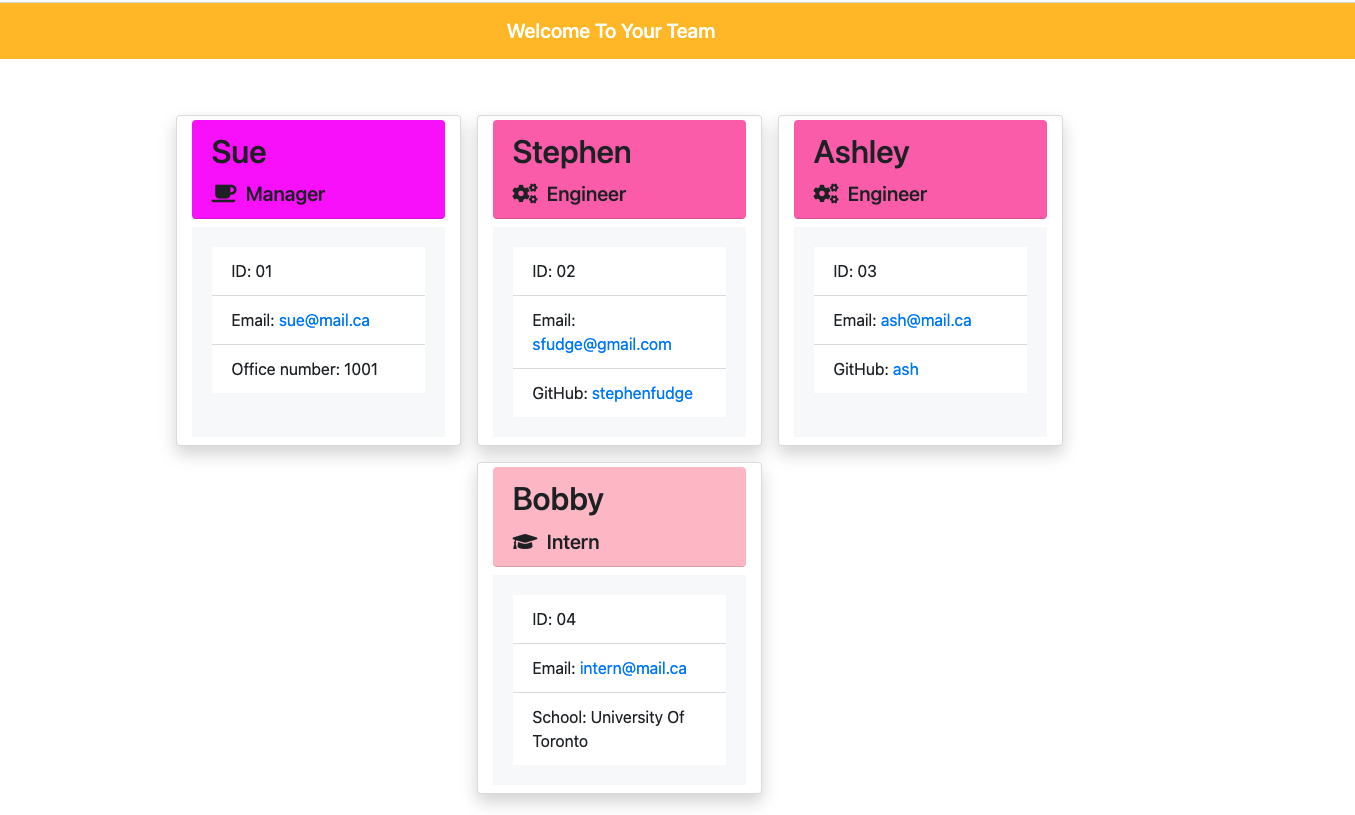 Welcome To Your Team
Sue
Manager
ID: 01
Email: sue@mail.ca
Office number: 1001
Stephen
Engineer
ID: 02
Email:
sfudge@gmail.com
GitHub: stephenfudge
Ashley
Engineer
ID: 03
Email: ash@mail.ca
GitHub: ash
Bobby
Intern
ID: 04
Email: intern@mail.ca
School: University Of
Toronto